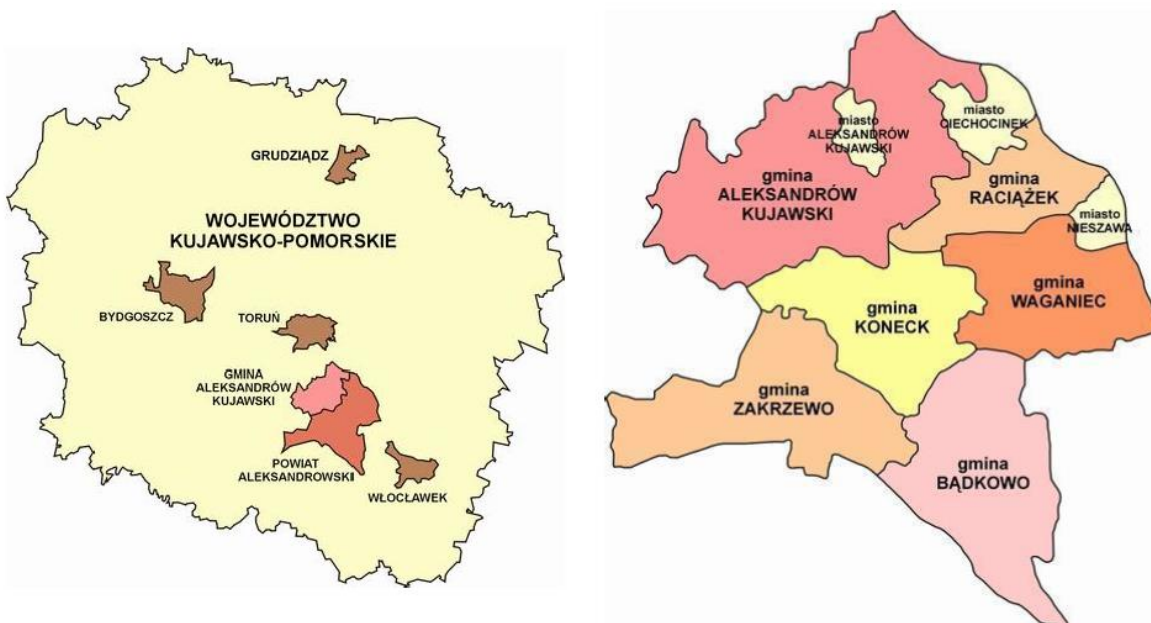 GRUDZIĄDZ
WOJEWÓDZTWO
KUJAWSKO-POMORSKIE
BYDGOSZCZ
TORUŃ
GMINA
ALEKSANDRÓW
KUJAWSKI
POWIAT
ALEKSANDROWSKI
WŁOCŁAWEK
miasto
ALEKSANDRÓW
KUJAWSKI
miasto
CIECHOCINEK
gmina
ALEKSANDRÓW
KUJAWSKI
gmina
RACIĄŻEK
miasto
NIESZAWA
gmina
WAGANIEC
gmina
KONECK
gmina
ZAKRZEWO
gmina
BĄDKOWO